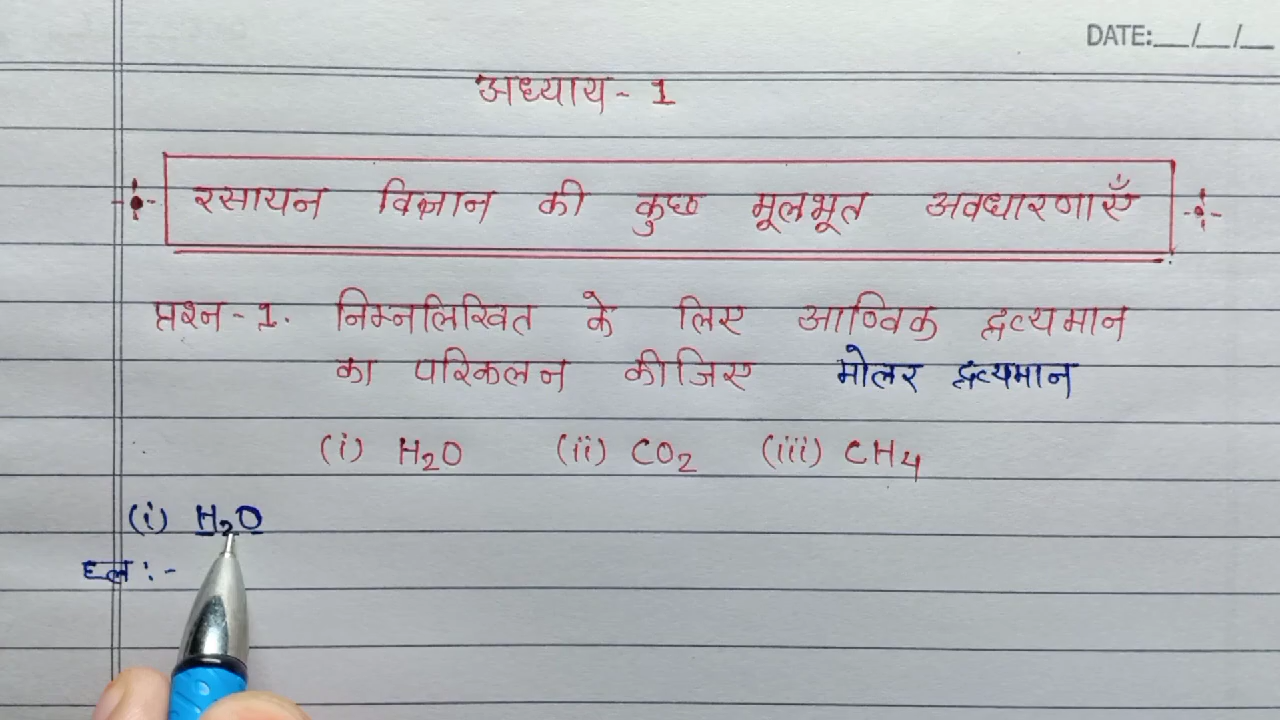 DATE:__/__/__
अध्याय - 1
रसायन विज्ञान की कुछ मूलभूत अवधारणाएँ
प्रश्न - 1. निम्नलिखित के लिए आण्विक द्रव्यमान
का परिकलन कीजिए मोलर द्रव्यमान
(i) H₂O (ii) CO₂ (iii) CH₄
(i) H₂O
हल :-